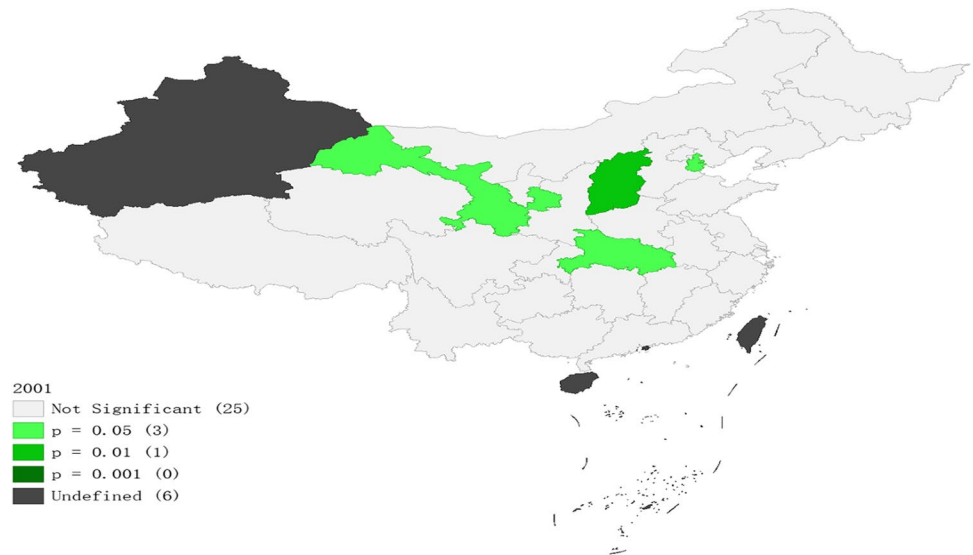 2001
Not Significant (25)
p = 0.05 (3)
p = 0.01 (1)
p = 0.001 (0)
Undefined (6)